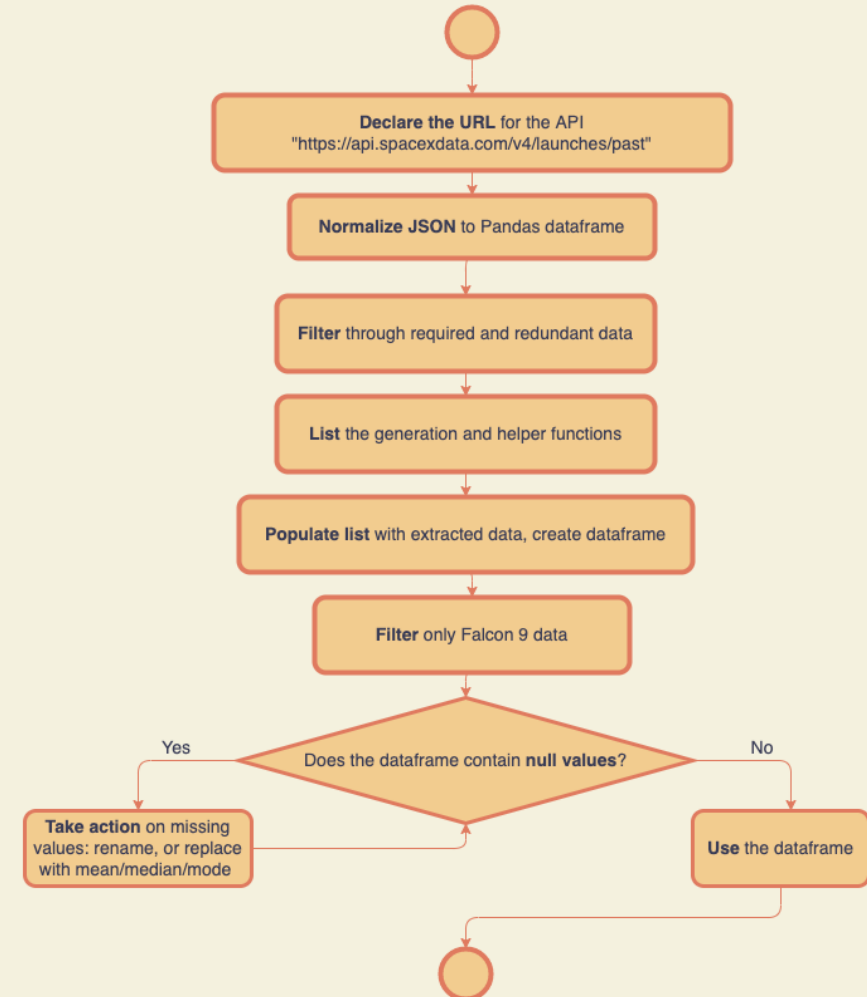 Declare the URL for the API
"https://api.spacexdata.com/v4/launches/past"
Normalize JSON to Pandas dataframe
Filter through required and redundant data
List the generation and helper functions
Populate list with extracted data, create dataframe
Filter only Falcon 9 data
Does the dataframe contain null values?
Yes
No
Take action on missing
values: rename, or replace
with mean/median/mode
Use the dataframe